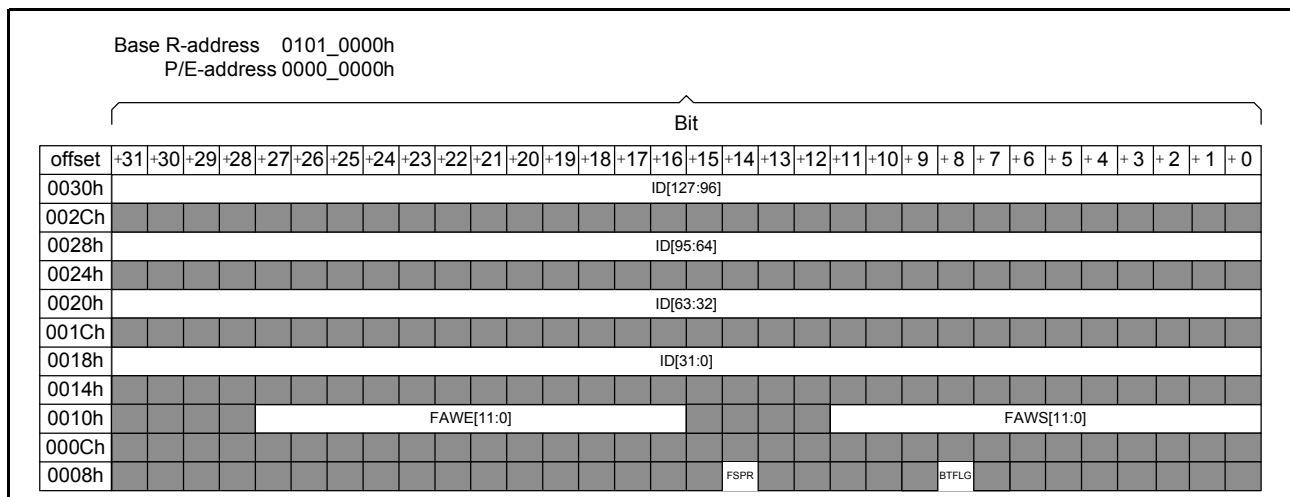 Base R-address 0101_0000h
P/E-address 0000_0000h
Bit
offset +31 +30 +29 +28 +27 +26 +25 +24 +23 +22 +21 +20 +19 +18 +17 +16 +15 +14 +13 +12 +11 +10 + 9 + 8 + 7 + 6 + 5 + 4 + 3 + 2 + 1 + 0
0030h ID[127:96]
002Ch
0028h ID[95:64]
0024h
0020h ID[63:32]
001Ch
0018h ID[31:0]
0014h
0010h FAWE[11:0] FAWS[11:0]
000Ch
0008h FSPR BTFLG